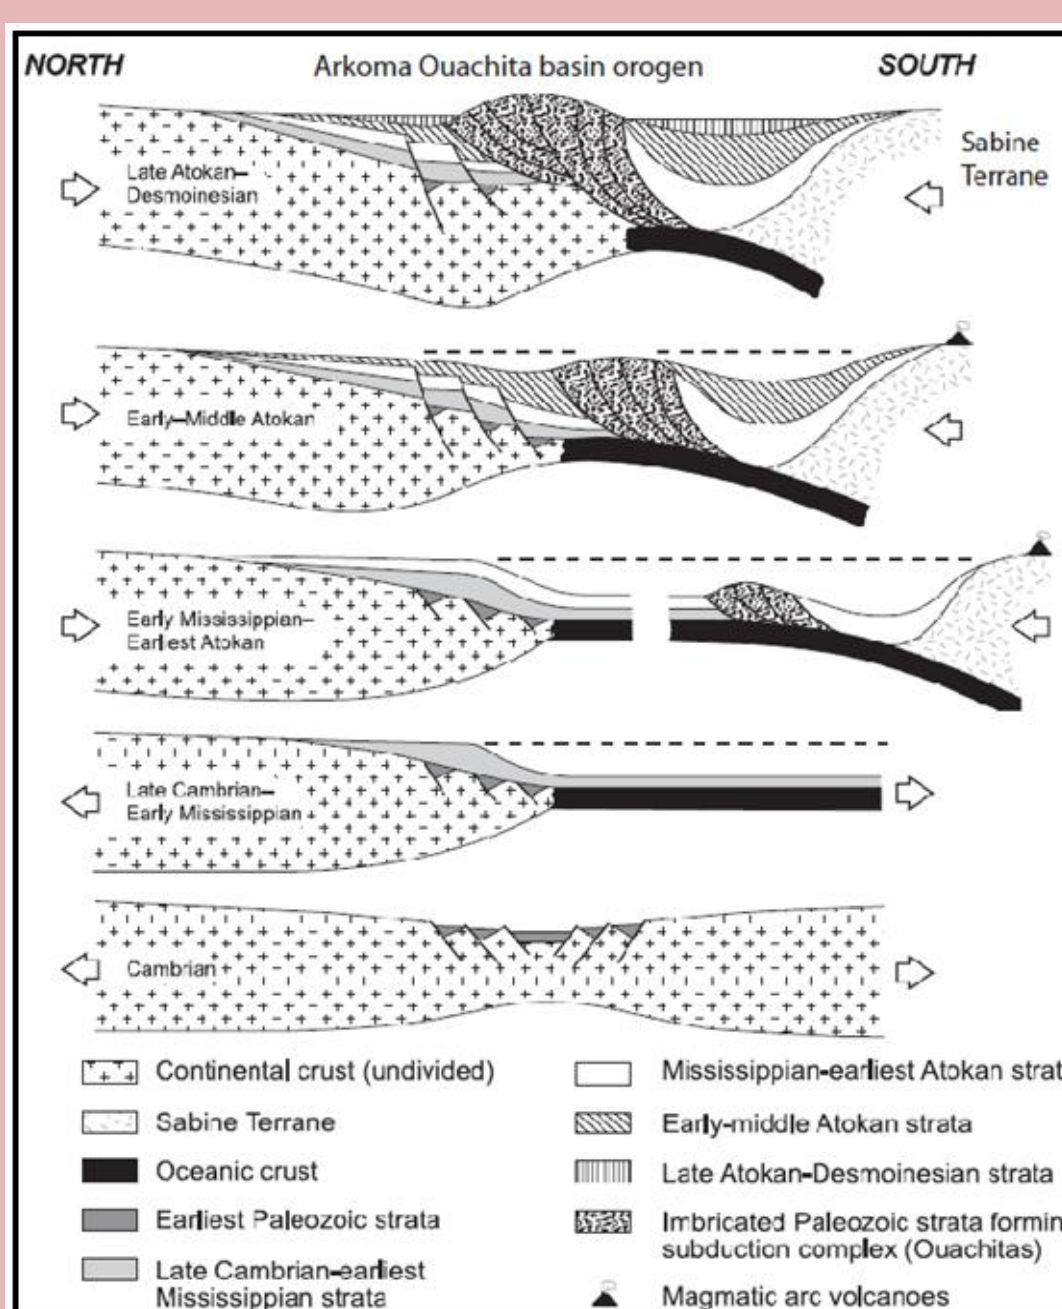 NORTH
Arkoma Ouachita basin orogen
SOUTH
Sabine
Terrane
Late Atokan–
Desmoinesian
Early–Middle Atokan
Early Mississippian–
Earliest Atokan
Late Cambrian–
Early Mississippian
Cambrian
Continental crust (undivided)
Sabine Terrane
Oceanic crust
Earliest Paleozoic strata
Late Cambrian-earliest
Mississippian strata
Mississippian-earliest Atokan strat
Early-middle Atokan strata
Late Atokan-Desmoinesian strata
Imbricated Paleozoic strata formin
subduction complex (Ouachitas)
Magmatic arc volcanoes